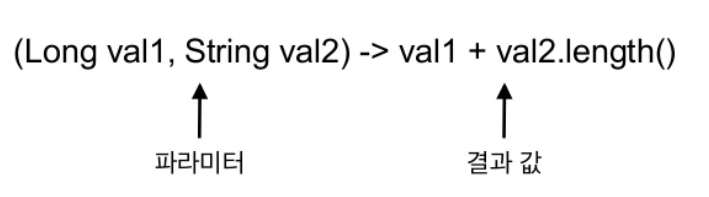 (Long val1, String val2) -> val1 + val2.length()
파라미터
결과 값